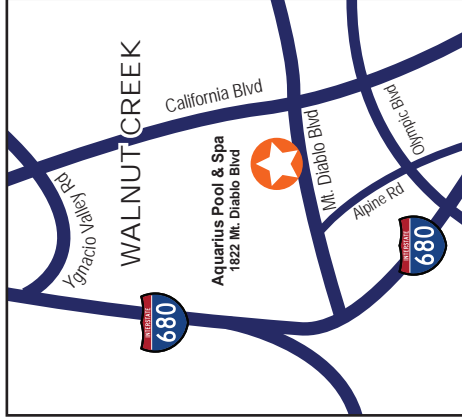 WALNUT CREEK
California Blvd
Ygnacio Valley Rd
Aquarius Pool & Spa
1822 Mt. Diablo Blvd
Mt. Diablo Blvd
Olympic Blvd
Alpine Rd
INTERSTATE
680
INTERSTATE
680